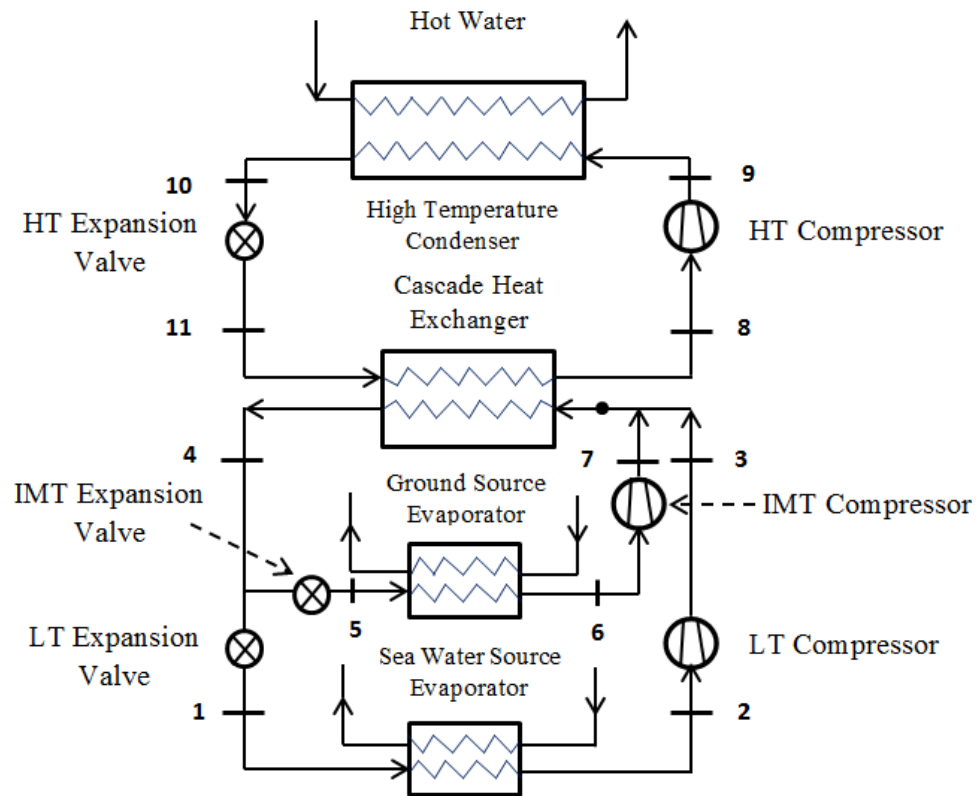 Hot Water
10
9
HT Expansion
Valve
High Temperature
Condenser
HT Compressor
Cascade Heat
Exchanger
11
8
4
7
3
IMT Expansion
Valve
Ground Source
Evaporator
IMT Compressor
5
6
LT Expansion
Valve
Sea Water Source
Evaporator
LT Compressor
1
2